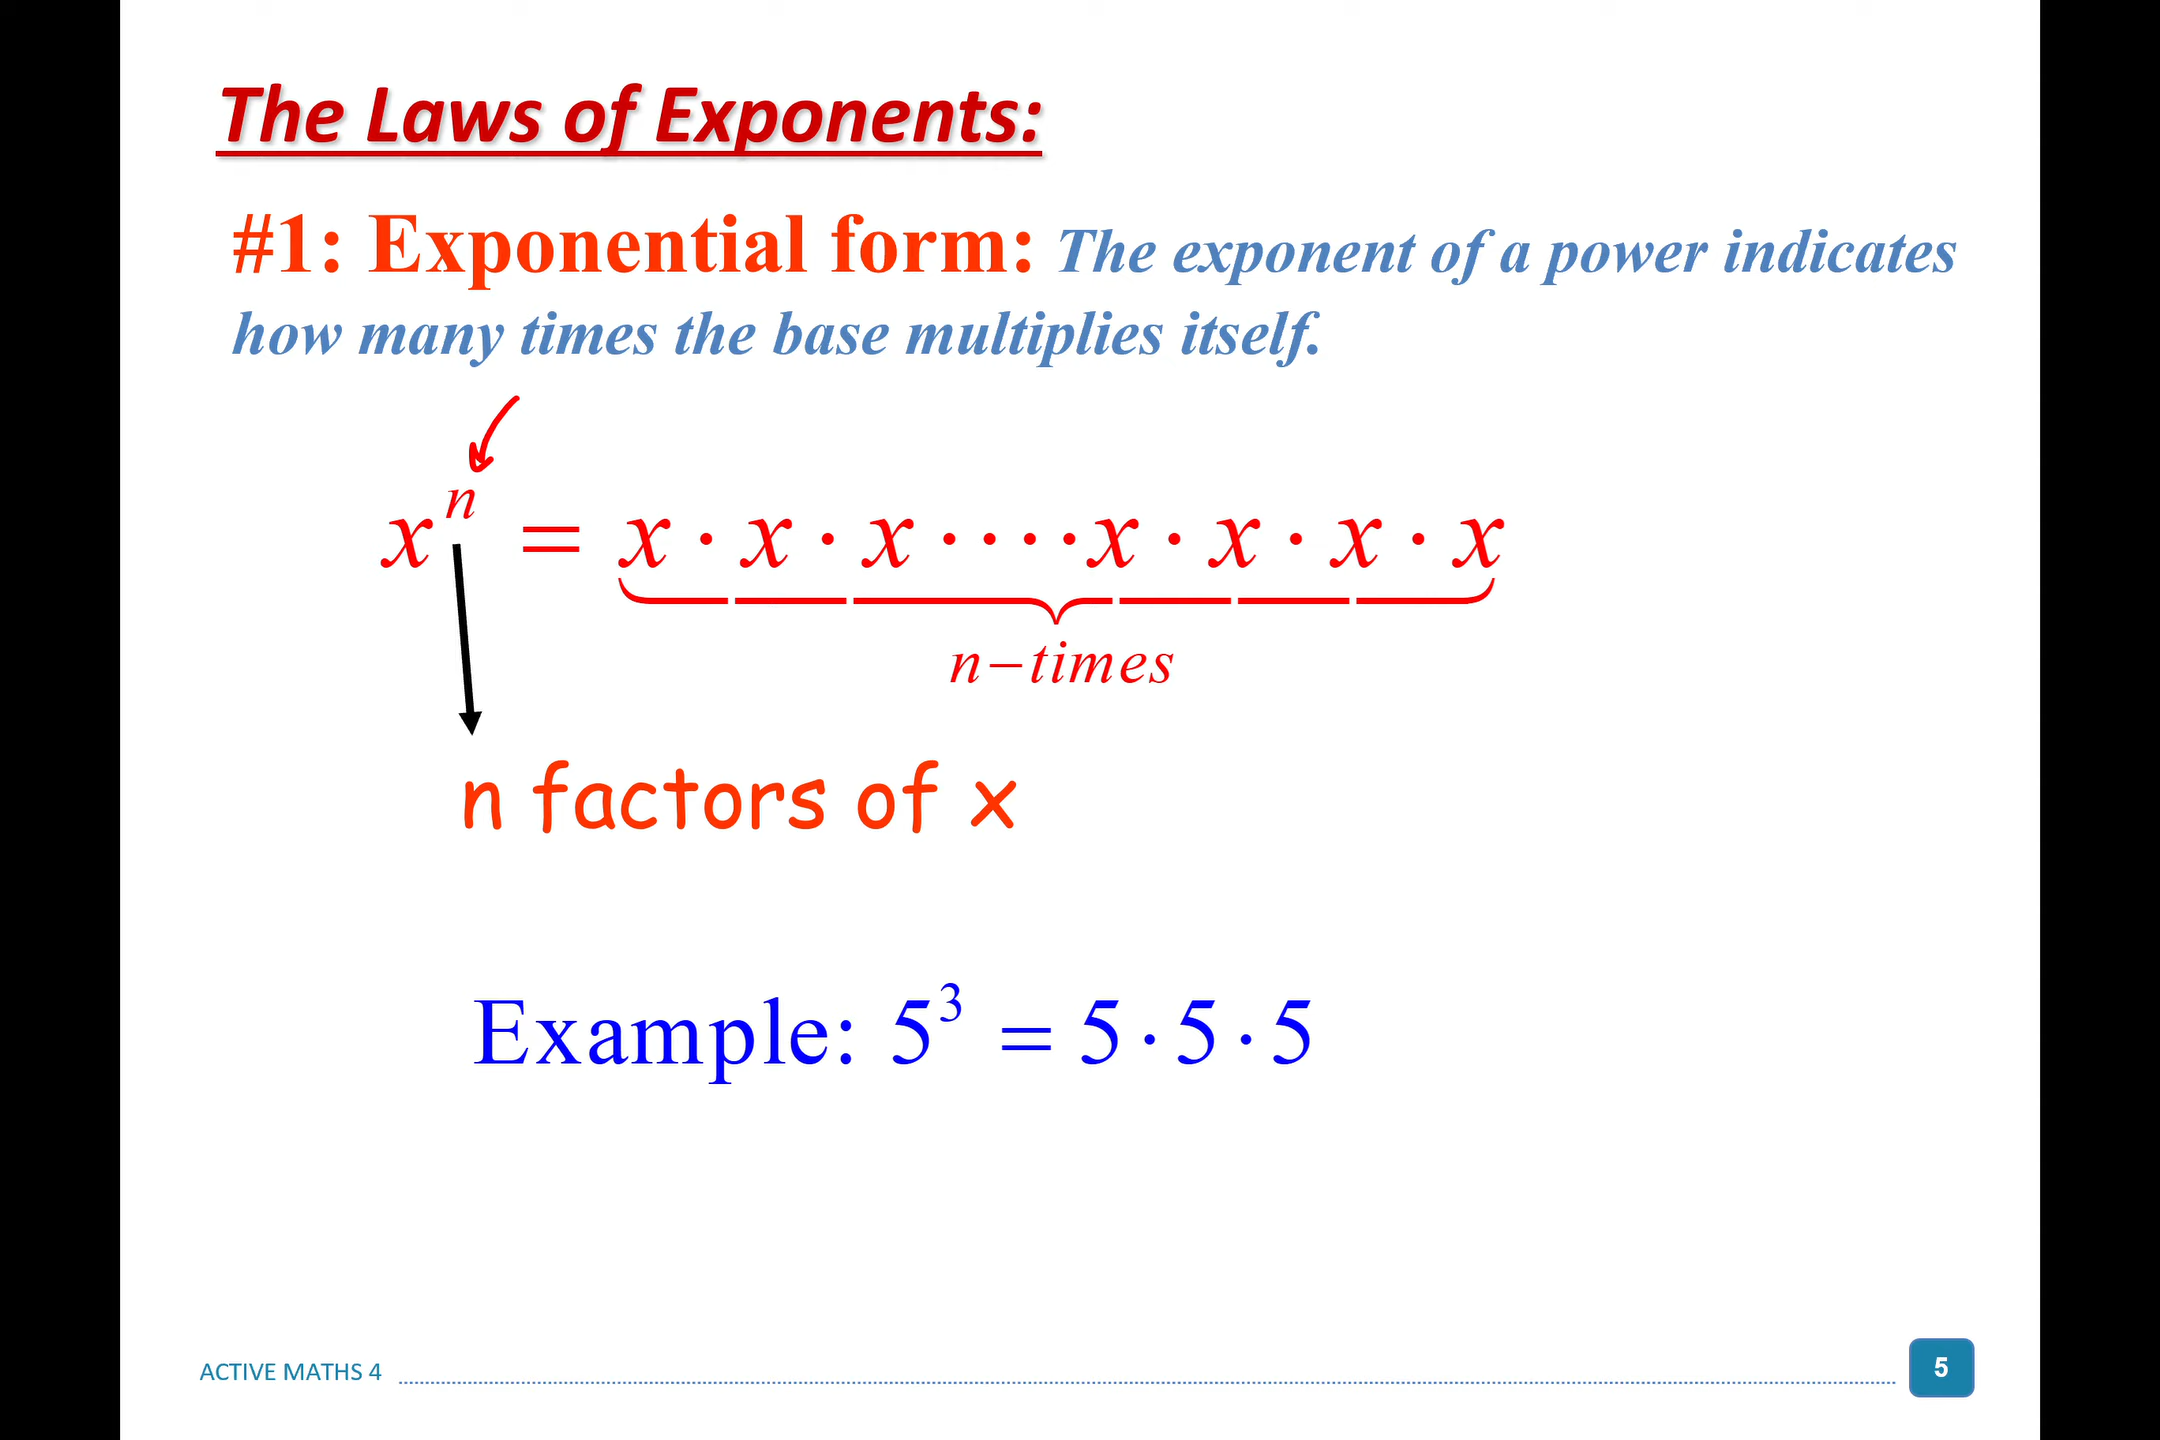 The Laws of Exponents:
#1: Exponential form: The exponent of a power indicates
how many times the base multiplies itself.
xⁿ = x · x · x · · · · x · x · x · x
n–times
n factors of x
Example: 5³ = 5 · 5 · 5
ACTIVE MATHS 4
5